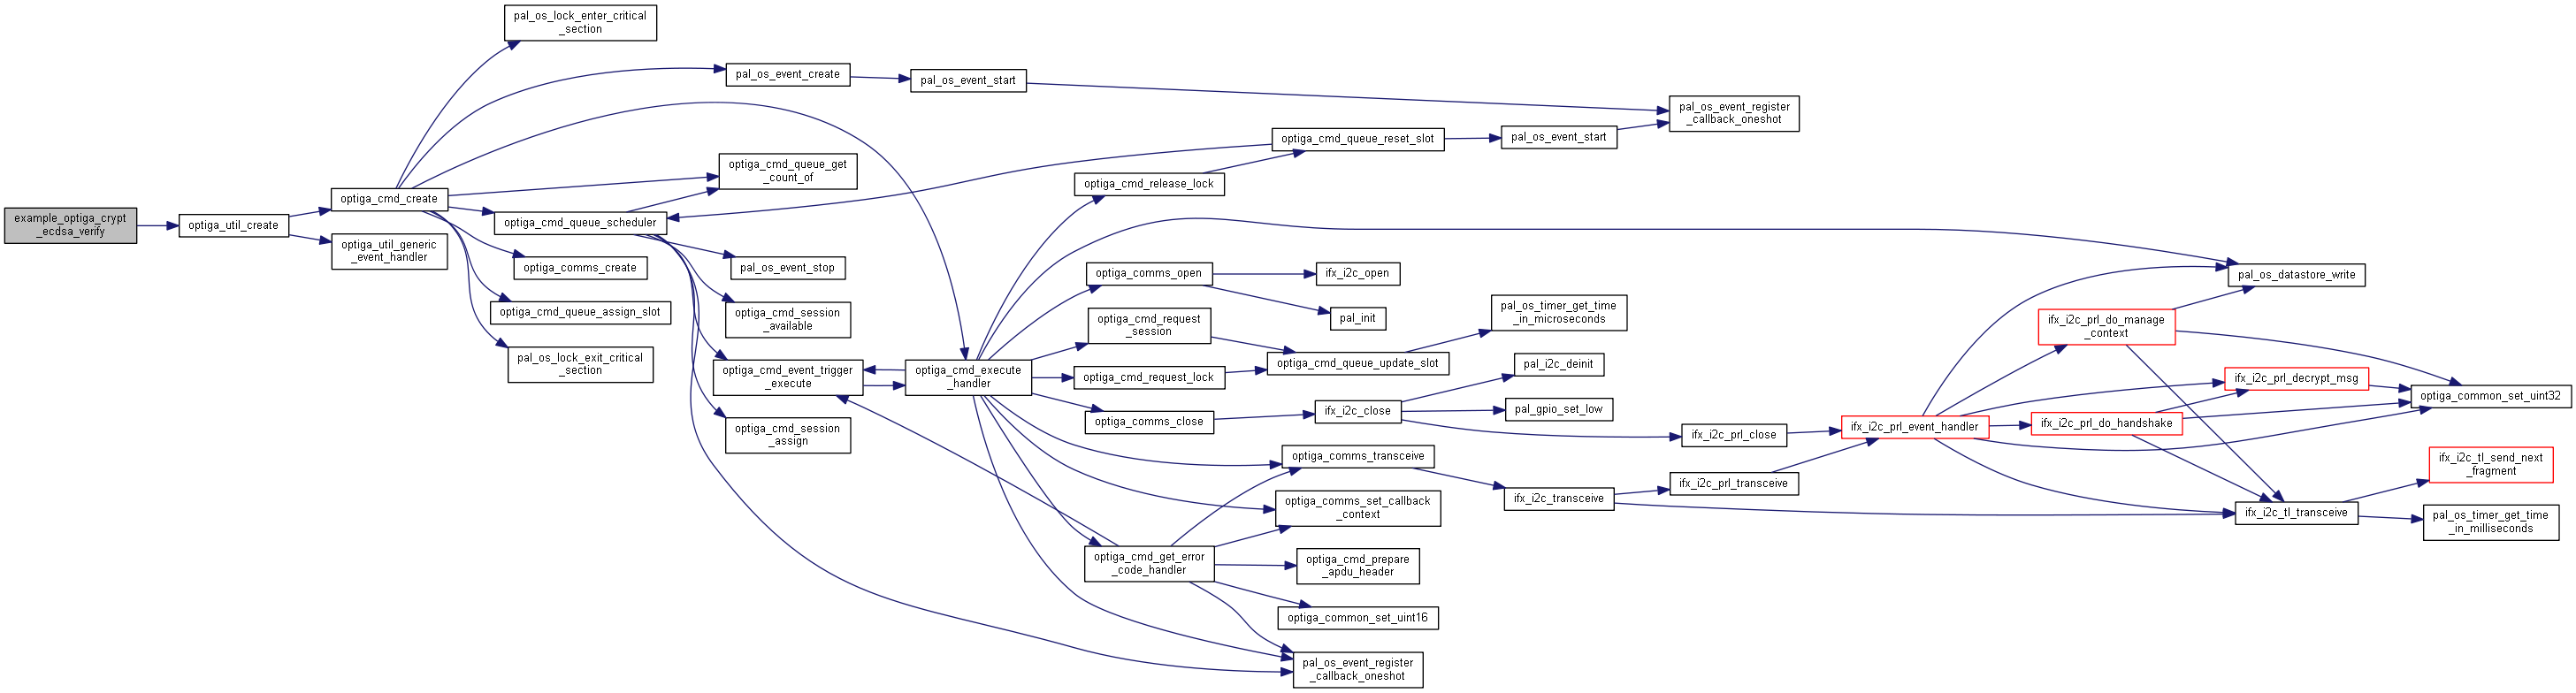 example_optiga_crypt
_ecdsa_verify
optiga_util_create
optiga_cmd_create
optiga_util_generic
_event_handler
pal_os_lock_enter_critical
_section
pal_os_event_create
pal_os_event_start
optiga_cmd_queue_get
_count_of
optiga_cmd_queue_scheduler
optiga_comms_create
optiga_cmd_queue_assign_slot
pal_os_lock_exit_critical
_section
pal_os_event_stop
optiga_cmd_session
_available
optiga_cmd_event_trigger
_execute
optiga_cmd_session
_assign
optiga_cmd_execute
_handler
optiga_cmd_release_lock
optiga_comms_open
optiga_cmd_request
_session
optiga_cmd_request_lock
optiga_comms_close
optiga_cmd_get_error
_code_handler
optiga_cmd_queue_reset_slot
ifx_i2c_open
pal_init
optiga_cmd_queue_update_slot
ifx_i2c_close
optiga_comms_transceive
optiga_comms_set_callback
_context
optiga_cmd_prepare
_apdu_header
optiga_common_set_uint16
pal_os_event_register
_callback_oneshot
pal_os_event_start
pal_os_timer_get_time
_in_microseconds
pal_i2c_deinit
pal_gpio_set_low
ifx_i2c_transceive
pal_os_event_register
_callback_oneshot
ifx_i2c_prl_close
ifx_i2c_prl_transceive
ifx_i2c_prl_event_handler
ifx_i2c_prl_do_manage
_context
ifx_i2c_prl_do_handshake
pal_os_datastore_write
ifx_i2c_prl_decrypt_msg
ifx_i2c_tl_transceive
optiga_common_set_uint32
ifx_i2c_tl_send_next
_fragment
pal_os_timer_get_time
_in_milliseconds